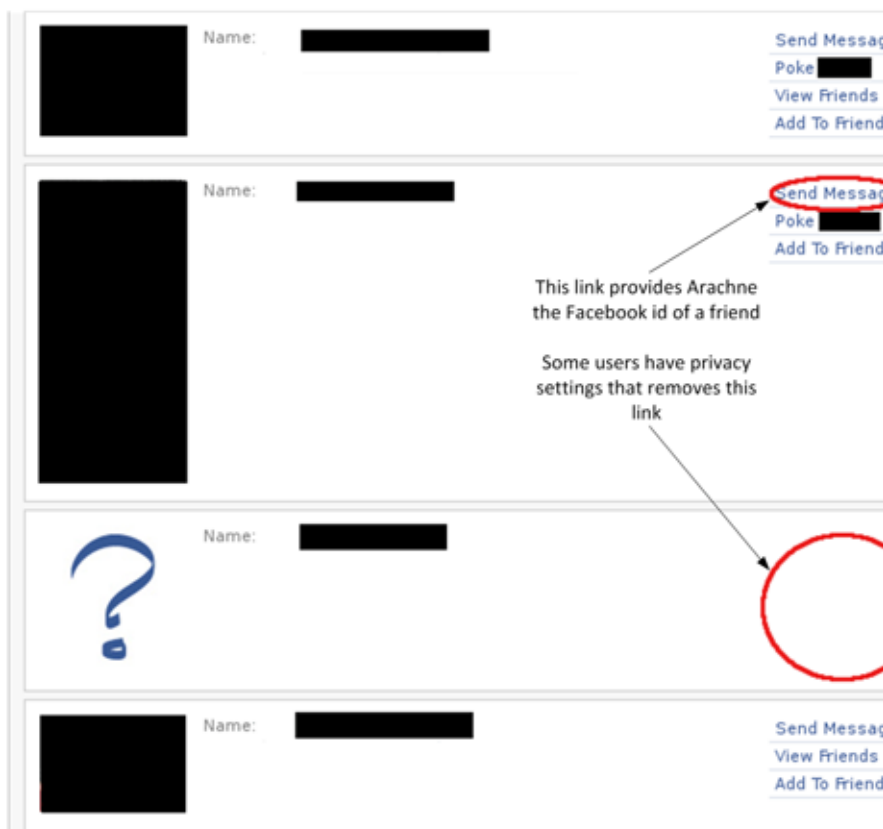 Name:
Send Messag
Poke
View Friends
Add To Friend
Name:
Send Messag
Poke
Add To Friend
This link provides Arachne
the Facebook id of a friend
Some users have privacy
settings that removes this
link
Name:
Name:
Send Messag
View Friends
Add To Friend